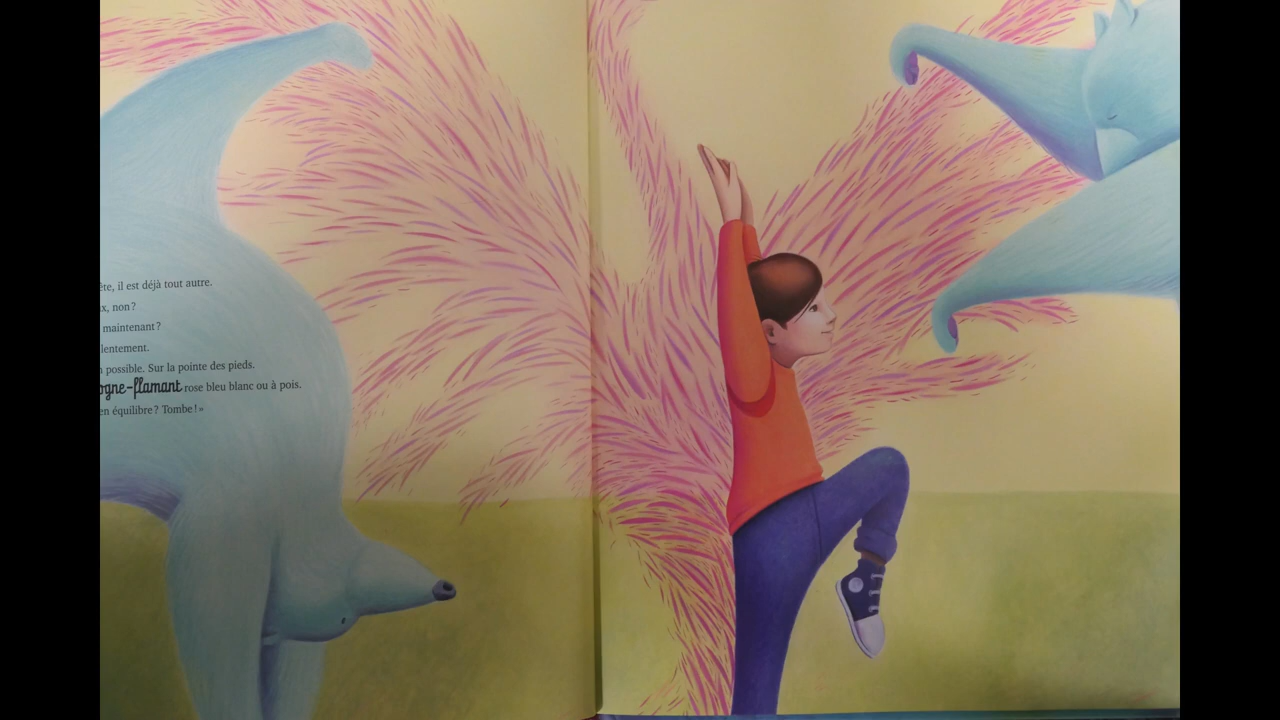 ête, il est déjà tout autre.
x, non ?
maintenant ?
lentement.
possible. Sur la pointe des pieds.
ogne-flamant rose bleu blanc ou à pois.
en équilibre ? Tombe ! »